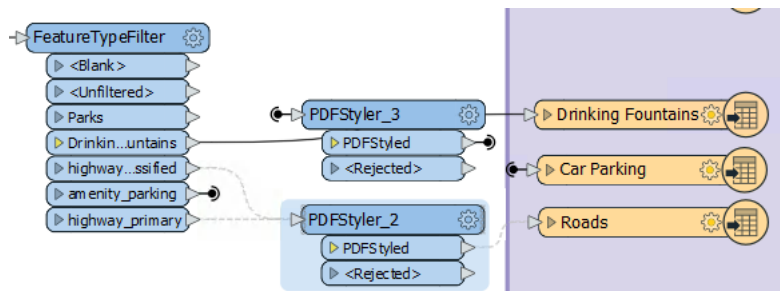 FeatureTypeFilter
<Blank>
<Unfiltered>
Parks
Drinkin...untains
highway...ssified
amenity_parking
highway_primary
PDFStyler_3
PDFStyled
<Rejected>
PDFStyler_2
PDFStyled
<Rejected>
Drinking Fountains
Car Parking
Roads